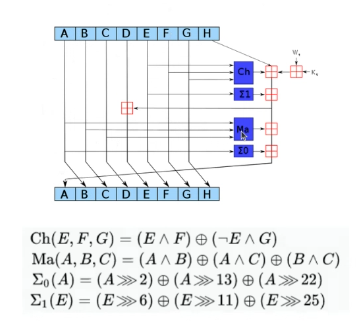 A B C D E F G H
Ch
Wₜ
Kₜ
Σ1
Ma
Σ0
A B C D E F G H
Ch(E, F, G) = (E ∧ F) ⊕ (¬E ∧ G)
Ma(A, B, C) = (A ∧ B) ⊕ (A ∧ C) ⊕ (B ∧ C)
Σ₀(A) = (A⋙2) ⊕ (A⋙13) ⊕ (A⋙22)
Σ₁(E) = (E⋙6) ⊕ (E⋙11) ⊕ (E⋙25)